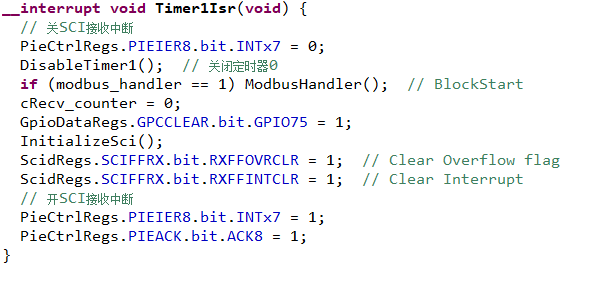 __interrupt void Timer1Isr(void) {
  // 关SCI接收中断
  PieCtrlRegs.PIEIER8.bit.INTx7 = 0;
  DisableTimer1();  // 关闭定时器0
  if (modbus_handler == 1) ModbusHandler();  // BlockStart
  cRecv_counter = 0;
  GpioDataRegs.GPCCLEAR.bit.GPIO75 = 1;
  InitializeSci();
  ScidRegs.SCIFFRX.bit.RXFFOVRCLR = 1;  // Clear Overflow flag
  ScidRegs.SCIFFRX.bit.RXFFINTCLR = 1;  // Clear Interrupt
  // 开SCI接收中断
  PieCtrlRegs.PIEIER8.bit.INTx7 = 1;
  PieCtrlRegs.PIEACK.bit.ACK8 = 1;
}